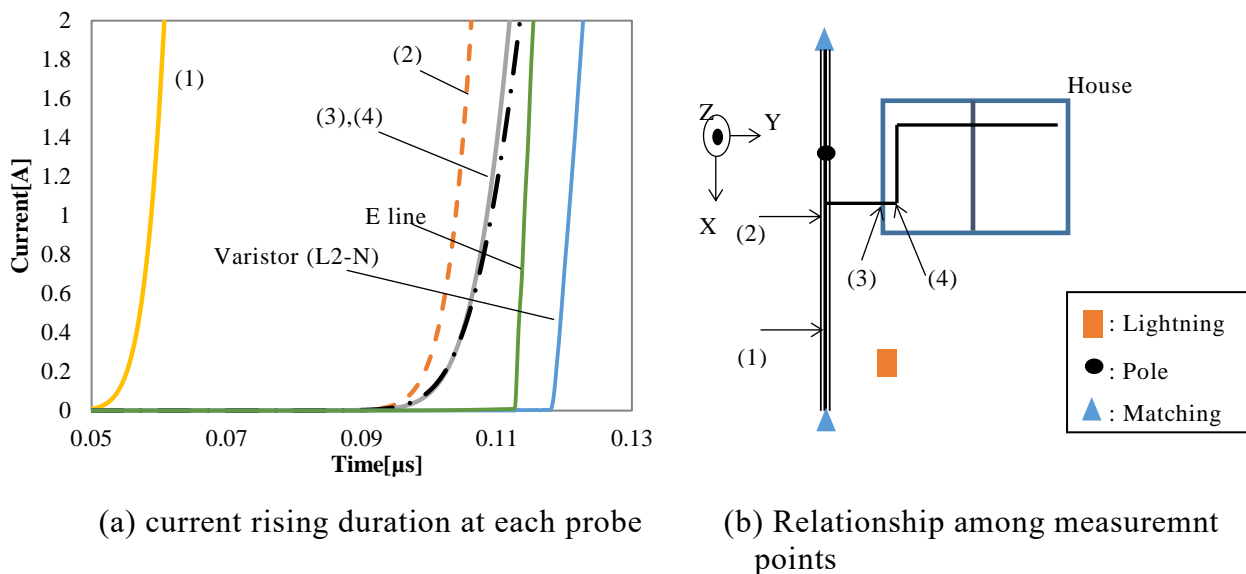 2
1.8
1.6
1.4
1.2
1
0.8
0.6
0.4
0.2
0
Current[A]
(1)
(2)
(3),(4)
E line
Varistor (L2-N)
0.05
0.07
0.09
0.11
0.13
Time[µs]
(a) current rising duration at each probe
House
Z
Y
X
(2)
(3)
(4)
(1)
: Lightning
: Pole
: Matching
(b) Relationship among measuremnt
points